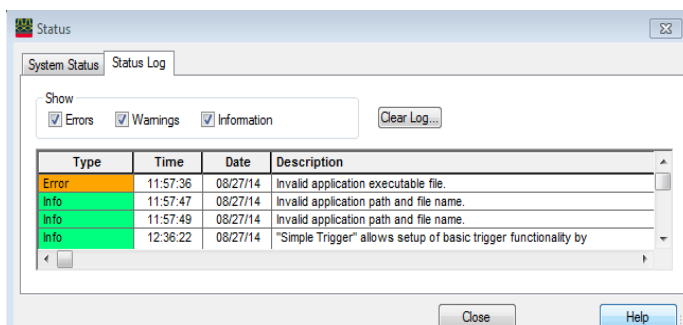 Status
System Status Status Log
Show
Errors Warnings Information Clear Log...
Type Time Date Description
Error 11:57:36 08/27/14 Invalid application executable file.
Info 11:57:47 08/27/14 Invalid application path and file name.
Info 11:57:49 08/27/14 Invalid application path and file name.
Info 12:36:22 08/27/14 "Simple Trigger" allows setup of basic trigger functionality by
Close Help